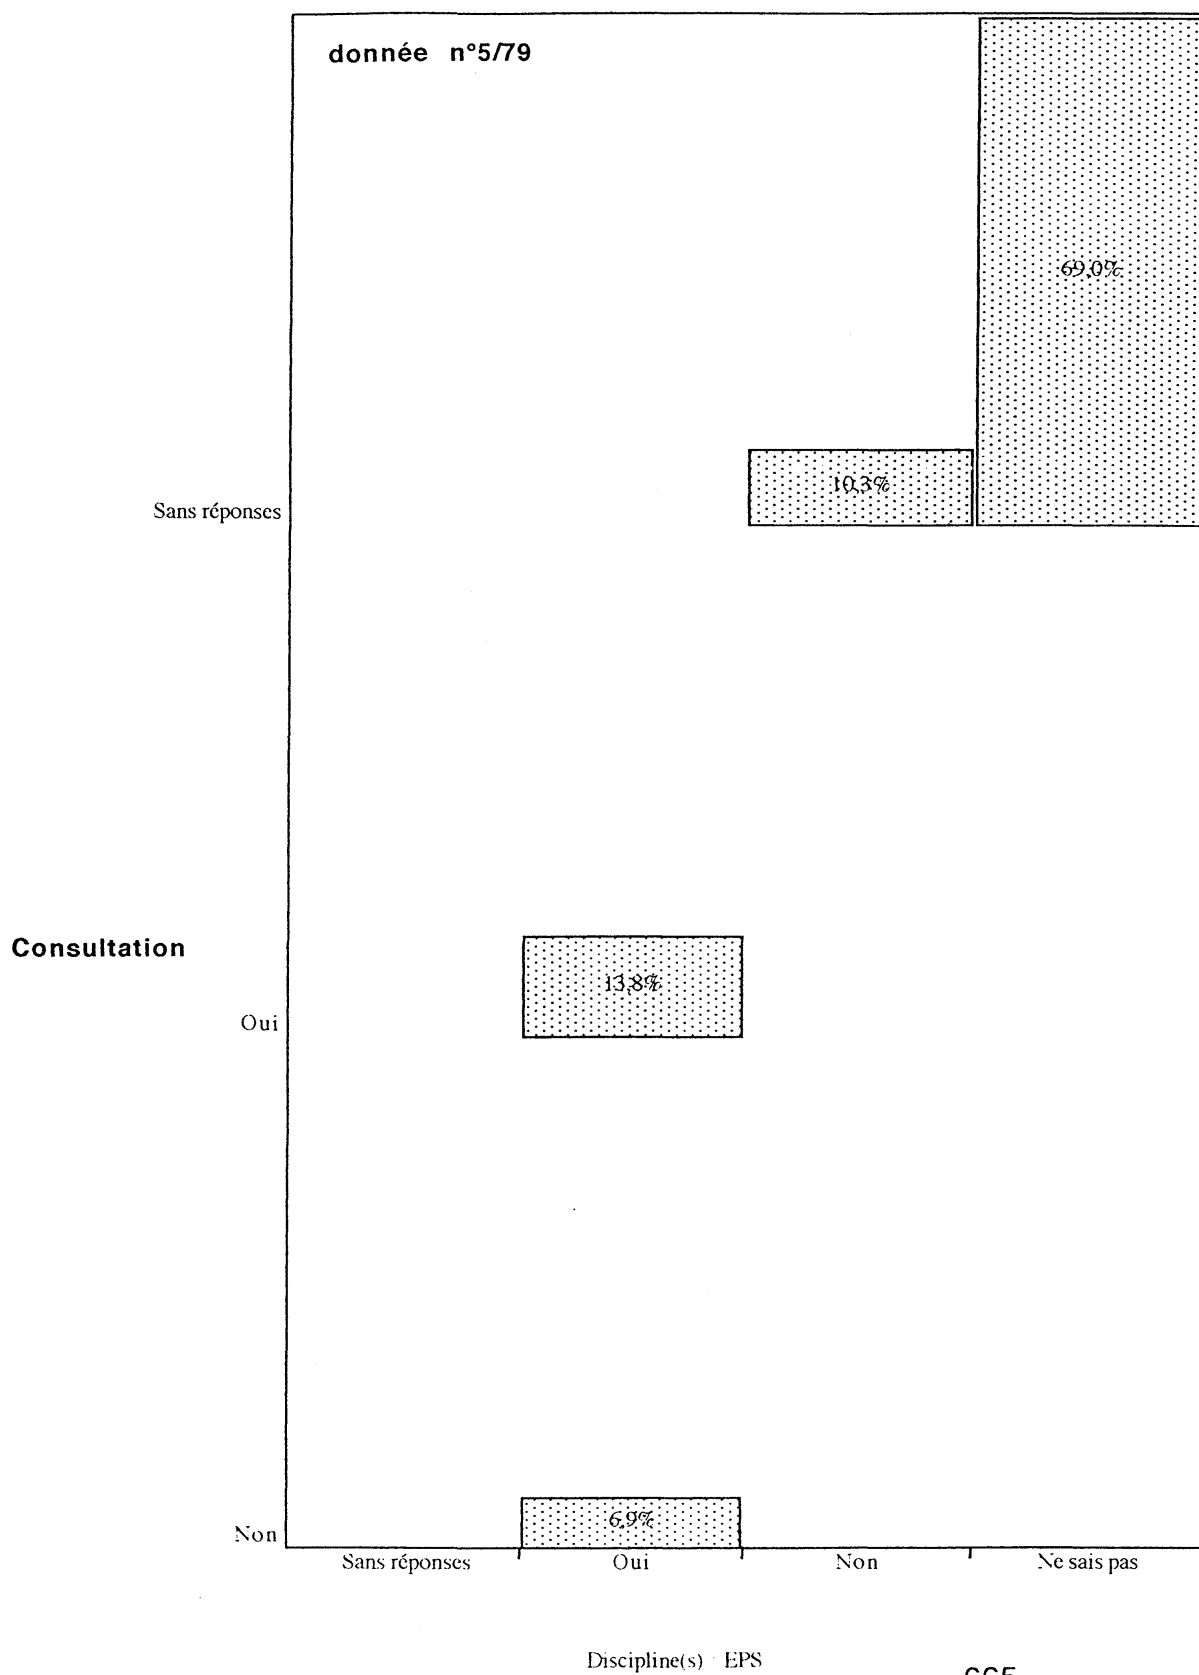 donnée n°5/79
69,0%
10,3%
Sans réponses
Consultation
13,8%
Oui
6,9%
Non
Sans réponses Oui Non Ne sais pas
Discipline(s) EPS